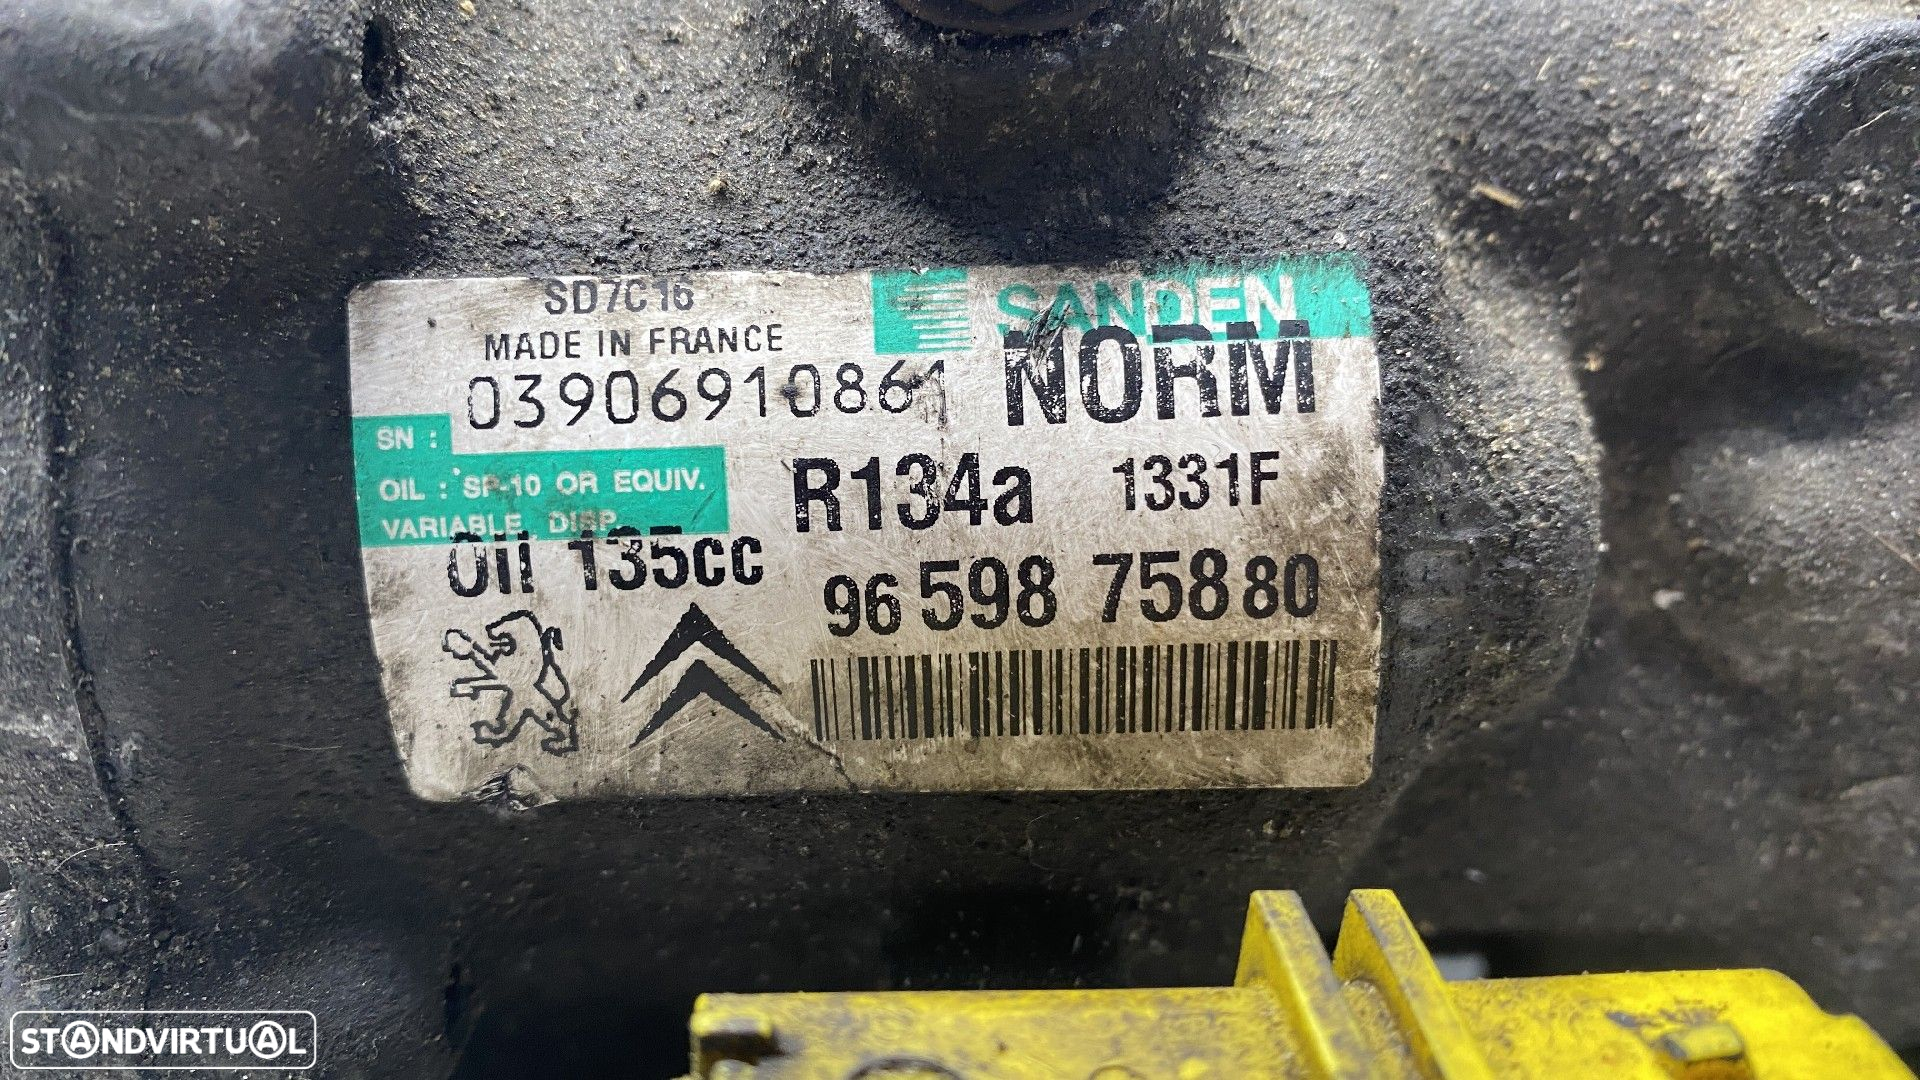 SD7C16
SANDEN
MADE IN FRANCE
03906910861
NORM
SN :
OIL : SP-10 OR EQUIV.
VARIABLE DISP.
R134a
1331F
Oil 135cc
96 598 758 80
STANDVIRTUAL